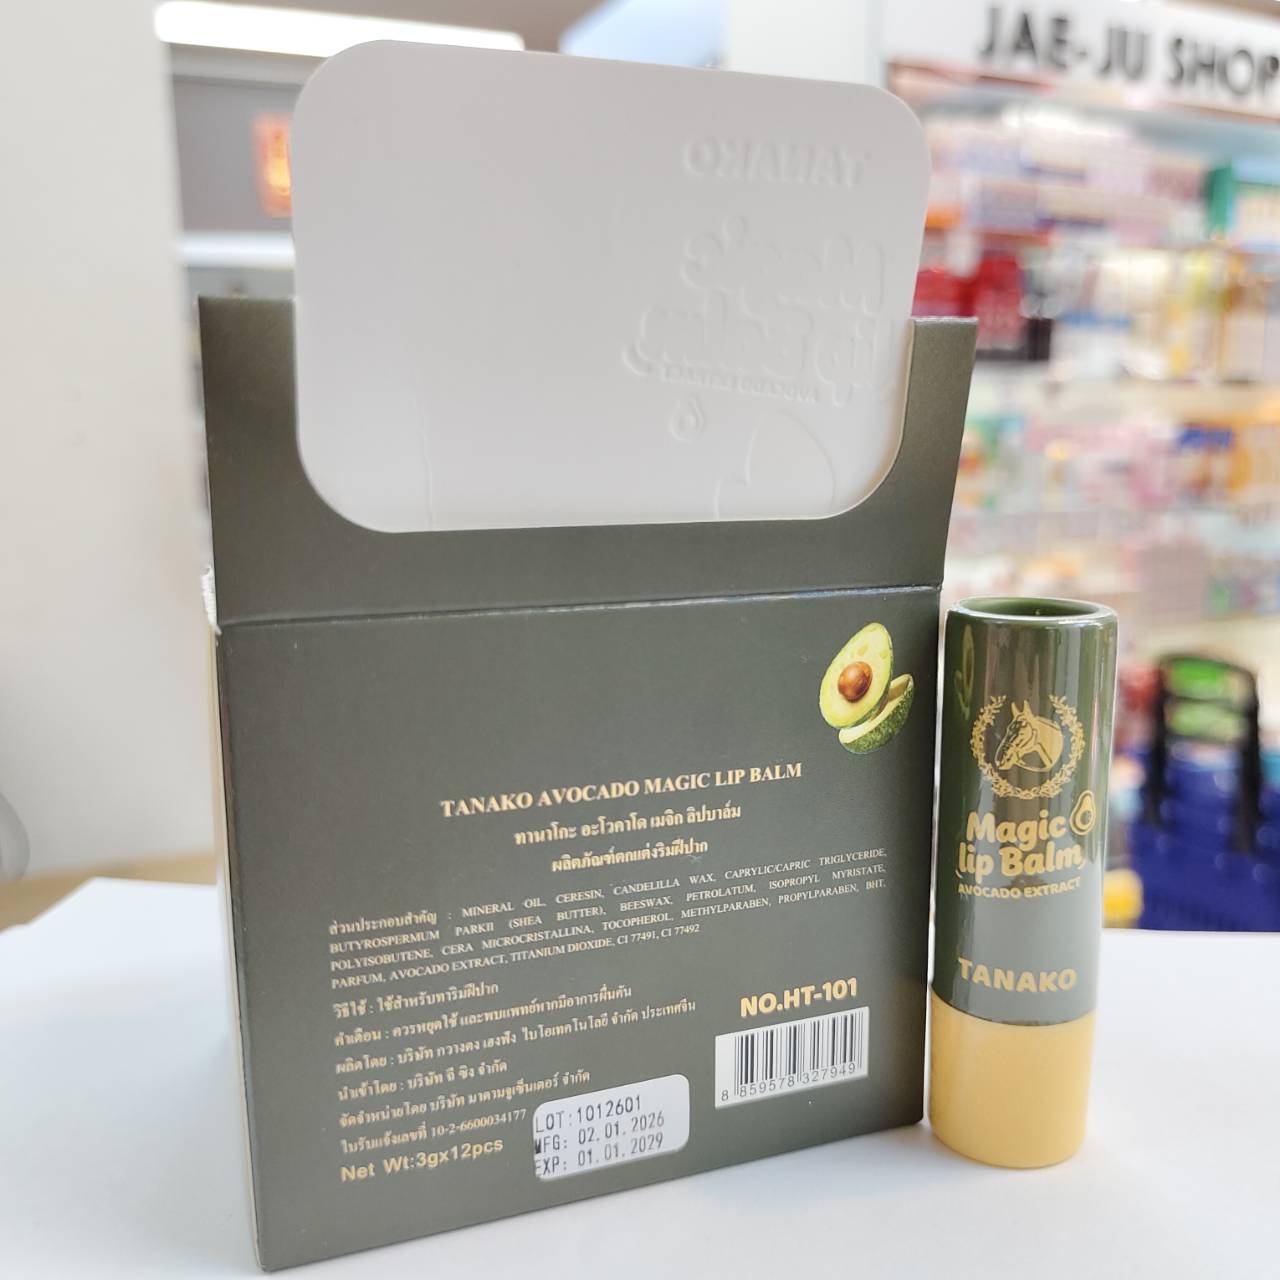 JAE-JU SHOP
TANAKO
Magic
Lip Balm
AVOCADO EXTRACT
TANAKO AVOCADO MAGIC LIP BALM
ทานาโกะ อะโวคาโด เมจิก ลิปบาล์ม
ผลิตภัณฑ์ตกแต่งริมฝีปาก
ส่วนประกอบสำคัญ : MINERAL OIL, CERESIN, CANDELILLA WAX, CAPRYLIC/CAPRIC TRIGLYCERIDE,
BUTYROSPERMUM PARKII (SHEA BUTTER), BEESWAX, PETROLATUM, ISOPROPYL MYRISTATE,
POLYISOBUTENE, CERA MICROCRISTALLINA, TOCOPHEROL, METHYLPARABEN, PROPYLPARABEN, BHT,
PARFUM, AVOCADO EXTRACT, TITANIUM DIOXIDE, CI 77491, CI 77492
วิธีใช้ : ใช้สำหรับทาริมฝีปาก
คำเตือน : ควรหยุดใช้ และพบแพทย์หากมีอาการผื่นคัน
ผลิตโดย : บริษัท กวางตง เฮงฟัง ไบโอเทคโนโลยี จำกัด ประเทศจีน
นำเข้าโดย : บริษัท ลี ซิง จำกัด
จัดจำหน่ายโดย บริษัท มาดามจูเซ็นเตอร์ จำกัด
ใบรับแจ้งเลขที่ 10-2-6600034177
Net Wt:3gx12pcs
LOT:1012601
MFG: 02.01.2026
EXP: 01.01.2029
NO.HT-101
8 859578 327949
Magic
Lip Balm
AVOCADO EXTRACT
TANAKO